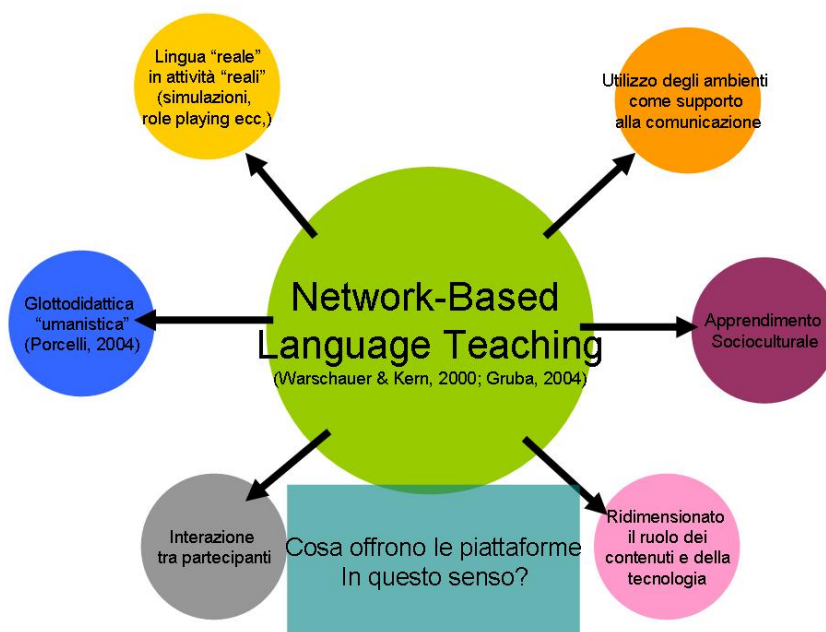 Lingua “reale”
in attività “reali”
(simulazioni,
role playing ecc,)
Utilizzo degli ambienti
come supporto
alla comunicazione
Glottodidattica
“umanistica”
(Porcelli, 2004)
Network-Based
Language Teaching
(Warschauer & Kern, 2000; Gruba, 2004)
Apprendimento
Socioculturale
Interazione
tra partecipanti
Cosa offrono le piattaforme
In questo senso?
Ridimensionato
il ruolo dei
contenuti e della
tecnologia